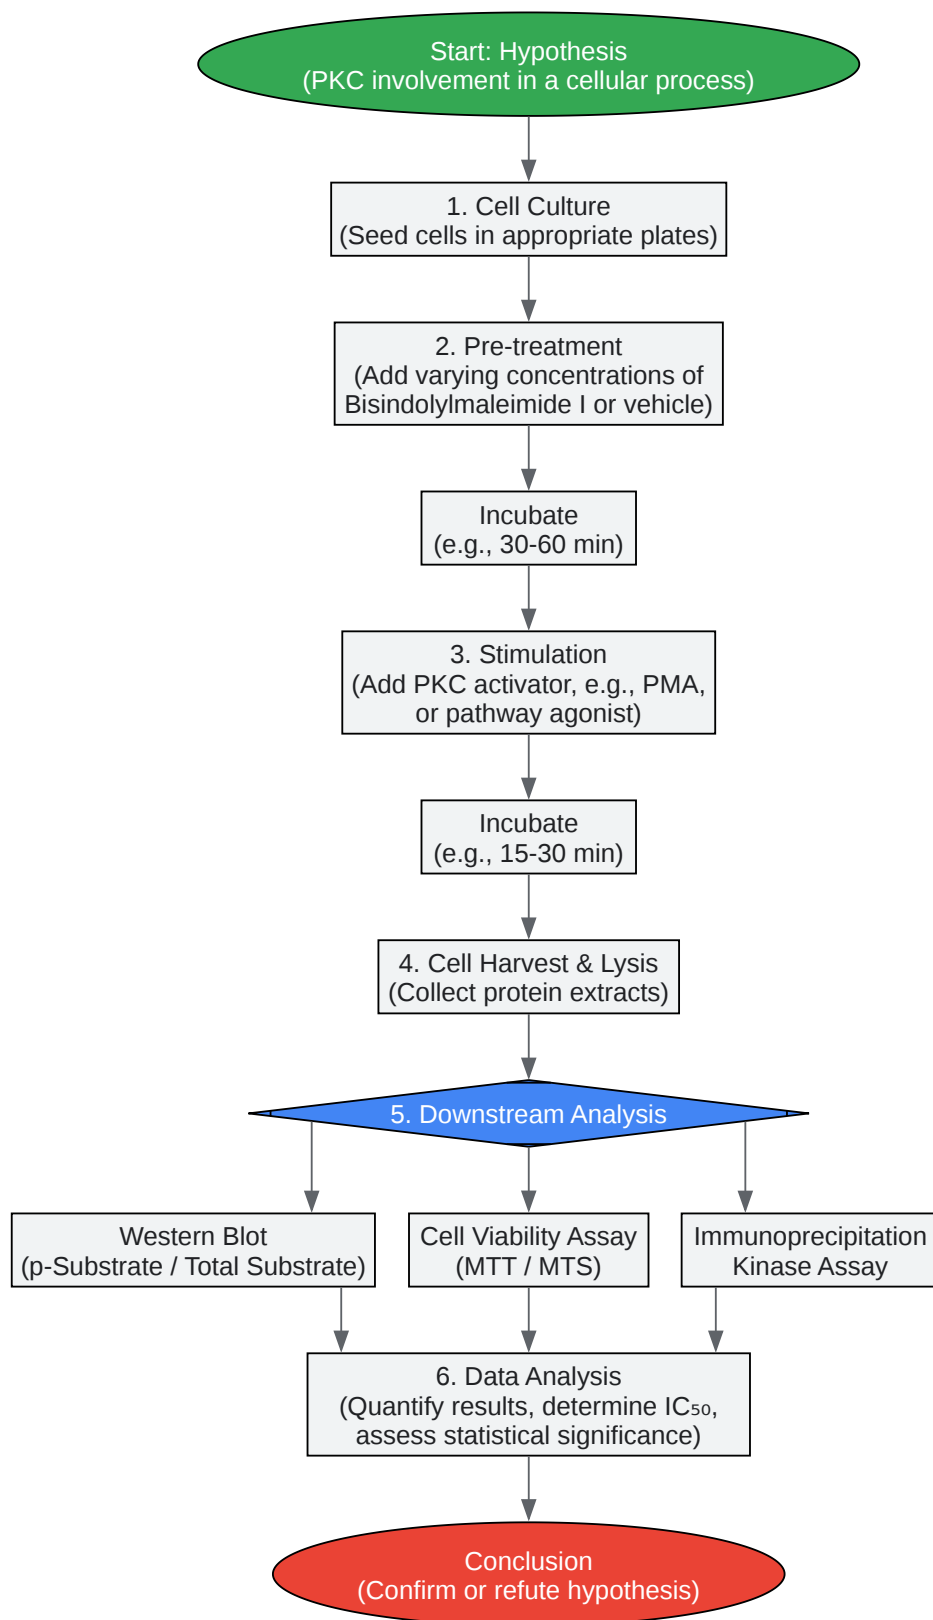 Start: Hypothesis
(PKC involvement in a cellular process)
1. Cell Culture
(Seed cells in appropriate plates)
2. Pre-treatment
(Add varying concentrations of
Bisindolylmaleimide I or vehicle)
Incubate
(e.g., 30-60 min)
3. Stimulation
(Add PKC activator, e.g., PMA,
or pathway agonist)
Incubate
(e.g., 15-30 min)
4. Cell Harvest & Lysis
(Collect protein extracts)
5. Downstream Analysis
Western Blot
(p-Substrate / Total Substrate)
Cell Viability Assay
(MTT / MTS)
Immunoprecipitation
Kinase Assay
6. Data Analysis
(Quantify results, determine IC₅₀,
assess statistical significance)
Conclusion
(Confirm or refute hypothesis)